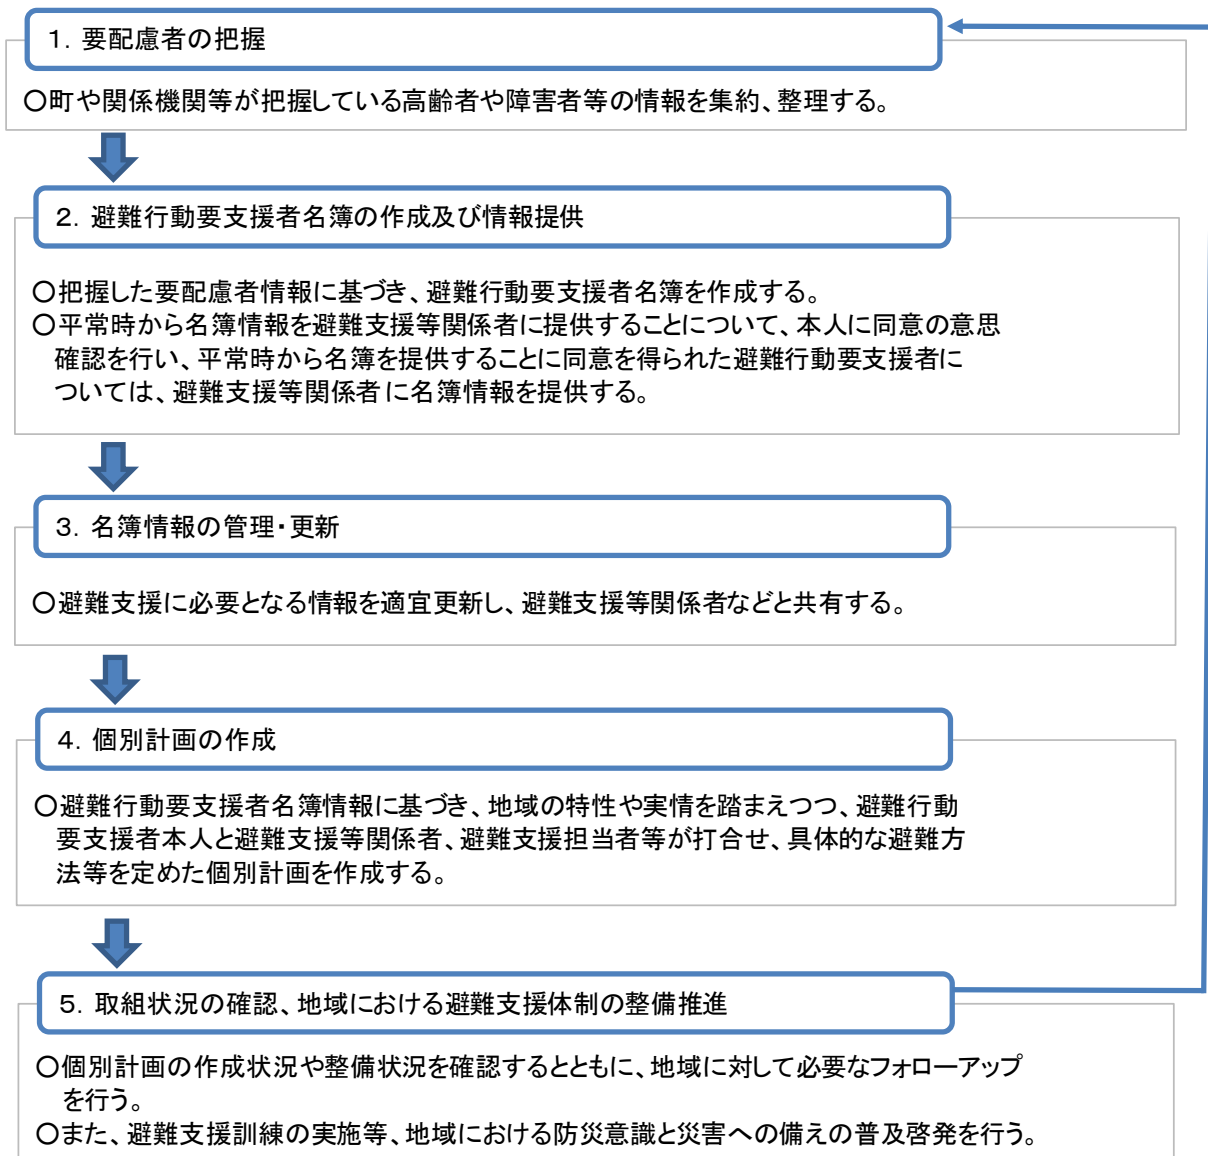 １．要配慮者の把握
〇町や関係機関等が把握している高齢者や障害者等の情報を集約、整理する。
２．避難行動要支援者名簿の作成及び情報提供
〇把握した要配慮者情報に基づき、避難行動要支援者名簿を作成する。
〇平常時から名簿情報を避難支援等関係者に提供することについて、本人に同意の意思
確認を行い、平常時から名簿を提供することに同意を得られた避難行動要支援者に
ついては、避難支援等関係者に名簿情報を提供する。
３．名簿情報の管理・更新
〇避難支援に必要となる情報を適宜更新し、避難支援等関係者などと共有する。
４．個別計画の作成
〇避難行動要支援者名簿情報に基づき、地域の特性や実情を踏まえつつ、避難行動
要支援者本人と避難支援等関係者、避難支援担当者等が打合せ、具体的な避難方
法等を定めた個別計画を作成する。
５．取組状況の確認、地域における避難支援体制の整備推進
〇個別計画の作成状況や整備状況を確認するとともに、地域に対して必要なフォローアップ
を行う。
〇また、避難支援訓練の実施等、地域における防災意識と災害への備えの普及啓発を行う。